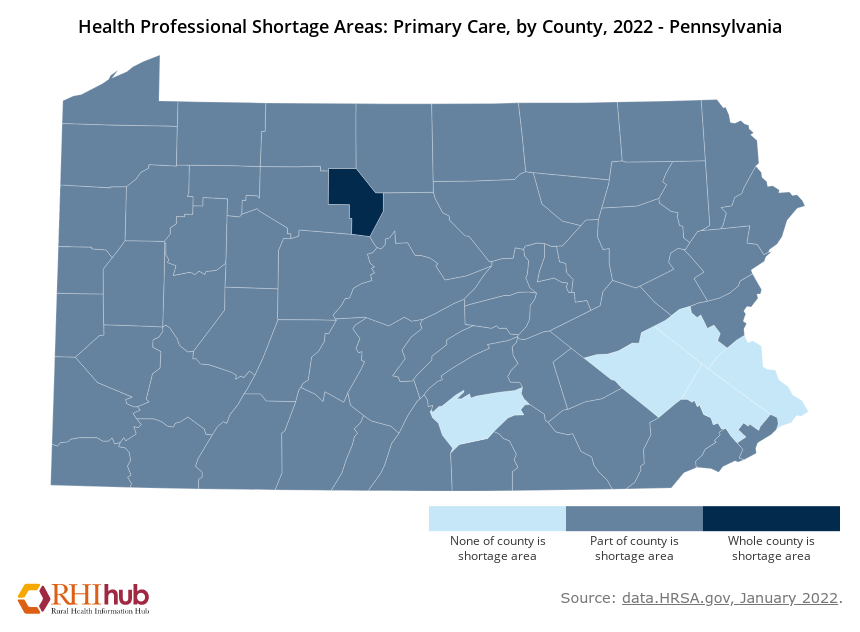 Health Professional Shortage Areas: Primary Care, by County, 2022 - Pennsylvania
None of county is
shortage area
Part of county is
shortage area
Whole county is
shortage area
RHIhub
Rural Health Information Hub
Source: data.HRSA.gov, January 2022.